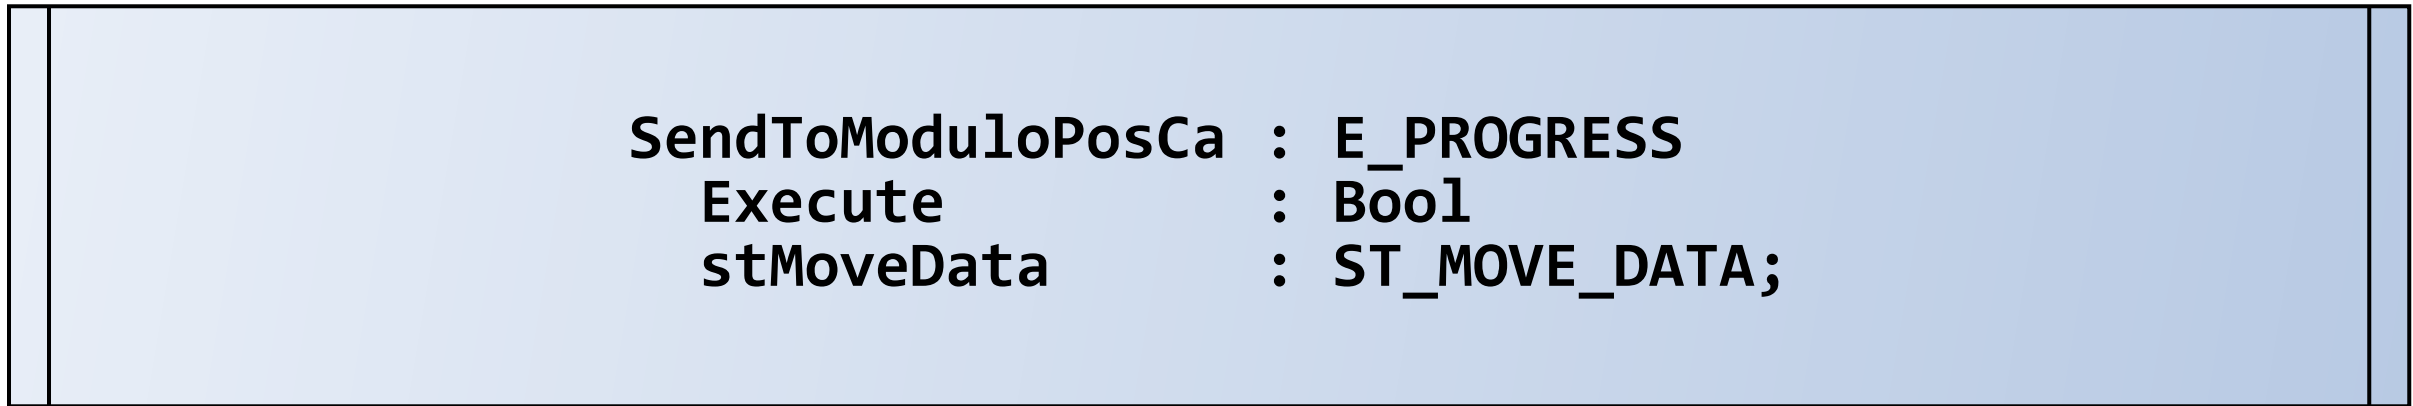 SendToModuloPosCa : E_PROGRESS
Execute : Bool
stMoveData : ST_MOVE_DATA;